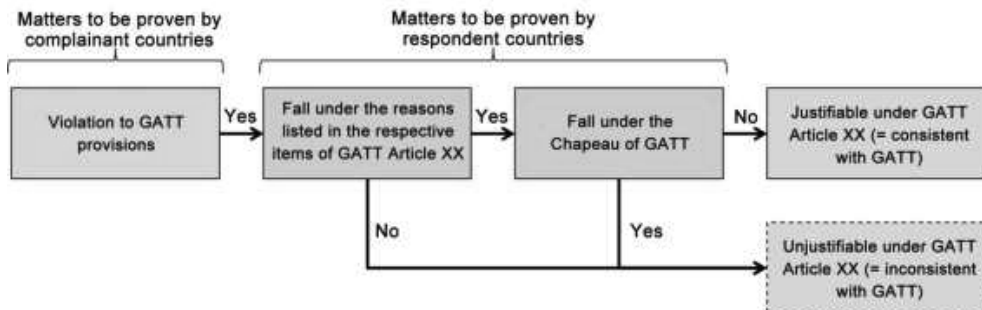 Matters to be proven by
complainant countries
Matters to be proven by
respondent countries
Violation to GATT
provisions
Yes
Fall under the reasons
listed in the respective
items of GATT Article XX
Yes
Fall under the
Chapeau of GATT
No
Justifiable under GATT
Article XX (= consistent
with GATT)
No
Yes
Unjustifiable under GATT
Article XX (= inconsistent
with GATT)